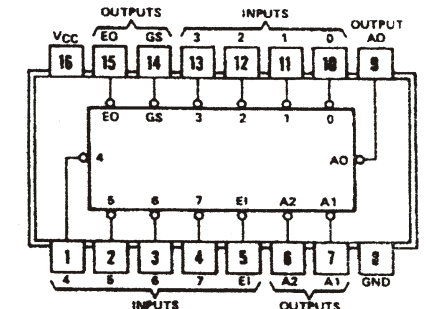 OUTPUTS INPUTS OUTPUT
VCC EO GS 3 2 1 0 AO
16 15 14 13 12 11 10 9
EO GS 3 2 1 0
4 AO
5 6 7 EI A2 A1
1 2 3 4 5 6 7 8
4 5 6 7 EI A2 A1 GND
INPUTS OUTPUTS